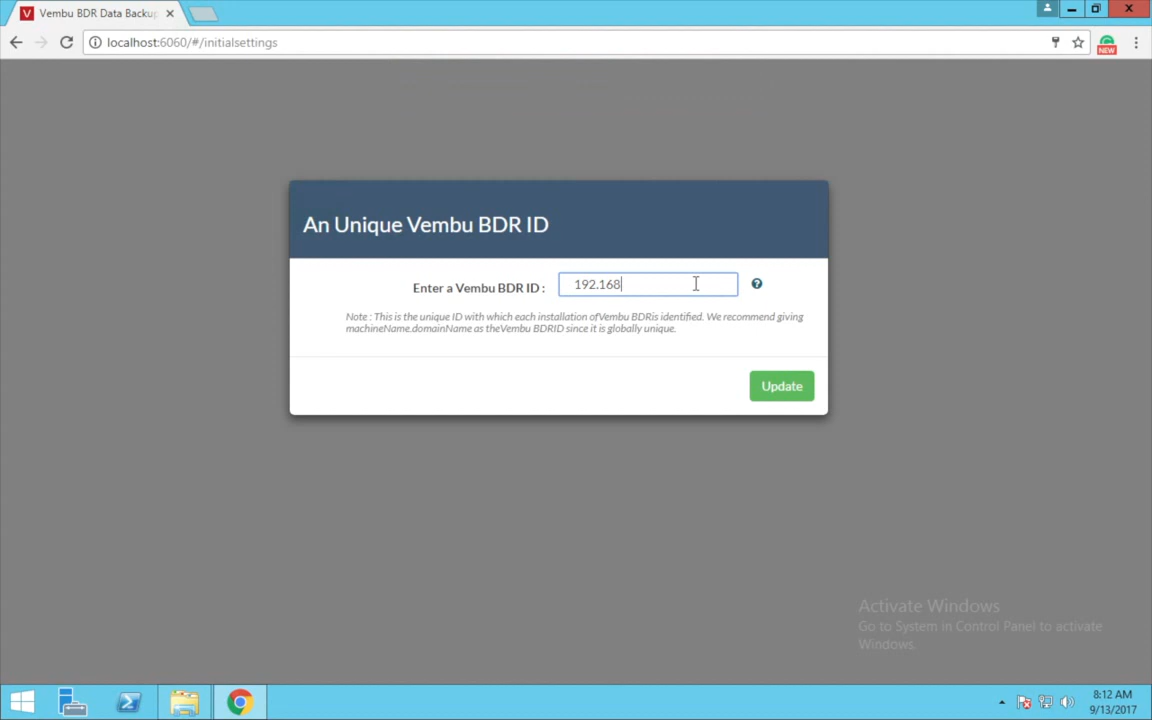 Vembu BDR Data Backup
localhost:6060/#/initialsettings
NEW
An Unique Vembu BDR ID
Enter a Vembu BDR ID :
192.168
Note : This is the unique ID with which each installation ofVembu BDRis identified. We recommend giving
machineName.domainName as theVembu BDRID since it is globally unique.
Update
Activate Windows
Go to System in Control Panel to activate
Windows.
8:12 AM
9/13/2017